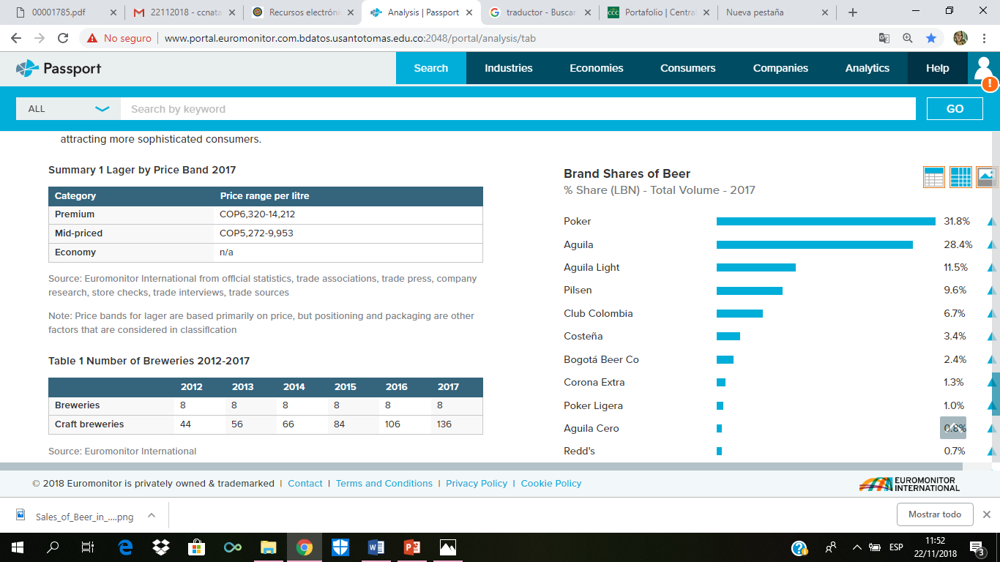 00001785.pdf
22112018 - ccnata
Recursos electróni
Analysis | Passport
traductor - Buscar
Portafolio | Central
Nueva pestaña
No seguro | www.portal.euromonitor.com.bdatos.usantotomas.edu.co:2048/portal/analysis/tab
Passport
Search Industries Economies Consumers Companies Analytics Help
!
ALL Search by keyword GO
attracting more sophisticated consumers.
Summary 1 Lager by Price Band 2017
Category Price range per litre
Premium COP6,320-14,212
Mid-priced COP5,272-9,953
Economy n/a
Source: Euromonitor International from official statistics, trade associations, trade press, company
research, store checks, trade interviews, trade sources
Note: Price bands for lager are based primarily on price, but positioning and packaging are other
factors that are considered in classification
Table 1 Number of Breweries 2012-2017
2012 2013 2014 2015 2016 2017
Breweries 8 8 8 8 8 8
Craft breweries 44 56 66 84 106 136
Source: Euromonitor International
Brand Shares of Beer
% Share (LBN) - Total Volume - 2017
Poker 31.8%
Aguila 28.4%
Aguila Light 11.5%
Pilsen 9.6%
Club Colombia 6.7%
Costeña 3.4%
Bogotá Beer Co 2.4%
Corona Extra 1.3%
Poker Ligera 1.0%
Aguila Cero 0.8%
Redd's 0.7%
© 2018 Euromonitor is privately owned & trademarked | Contact | Terms and Conditions | Privacy Policy | Cookie Policy
EUROMONITOR
INTERNATIONAL
Sales_of_Beer_in_....png
Mostrar todo
ESP
11:52
22/11/2018
3